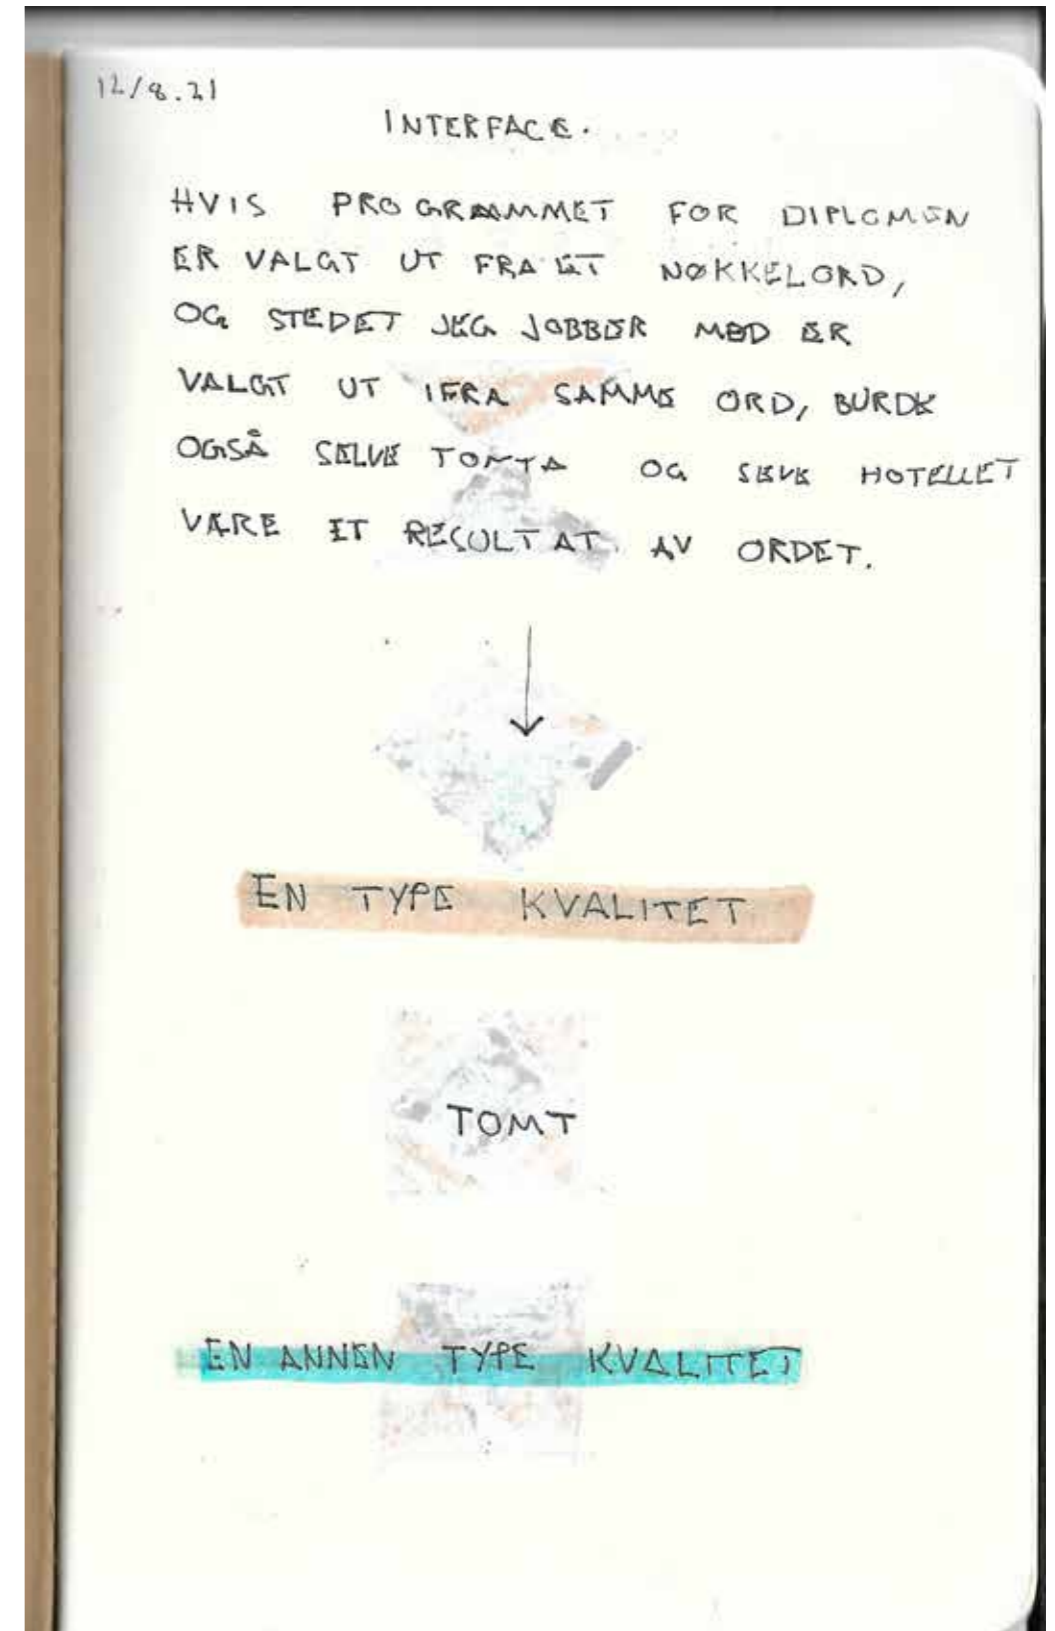 12/8.21
INTERFACE.
HVIS PROGRAMMET FOR DIPLOMEN
ER VALGT UT FRA ET NØKKELORD,
OG STEDET JEG JOBBER MED ER
VALGT UT IFRA SAMME ORD, BURDE
OGSÅ SELVE TOMTA OG SELVE HOTELLET
VÆRE ET RESULTAT AV ORDET.
EN TYPE KVALITET
TOMT
EN ANNEN TYPE KVALITET